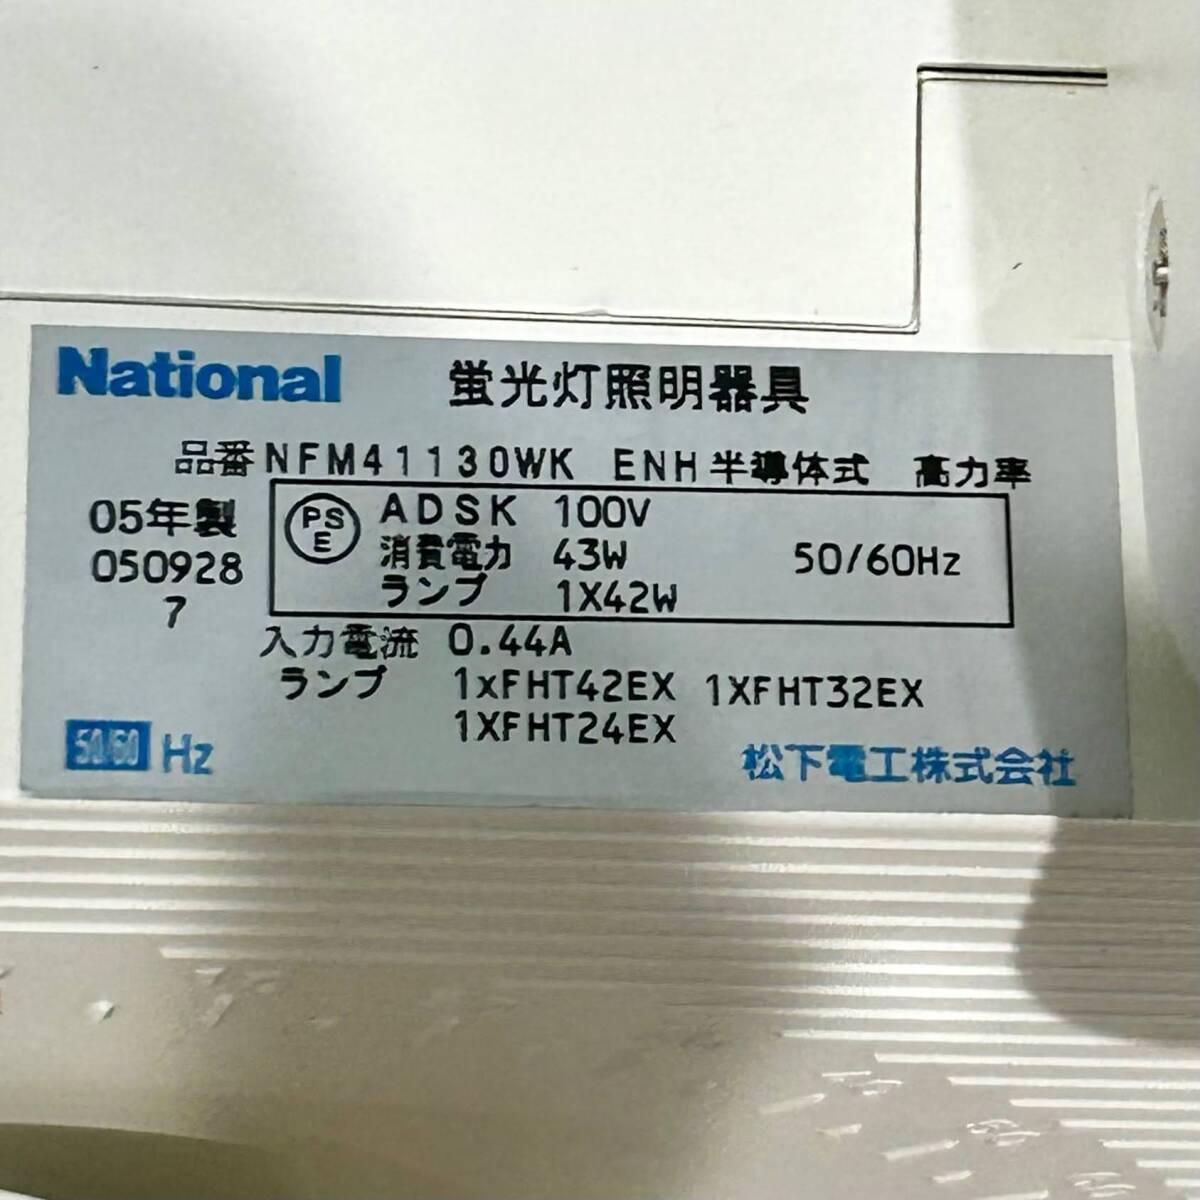 National 蛍光灯照明器具
品番 NFM41130WK ENH 半導体式 高力率
05年製
050928
7
PSE ADSK 100V
消費電力 43W 50/60Hz
ランプ 1X42W
入力電流 0.44A
ランプ 1xFHT42EX 1XFHT32EX
1XFHT24EX
50/60 Hz 松下電工株式会社